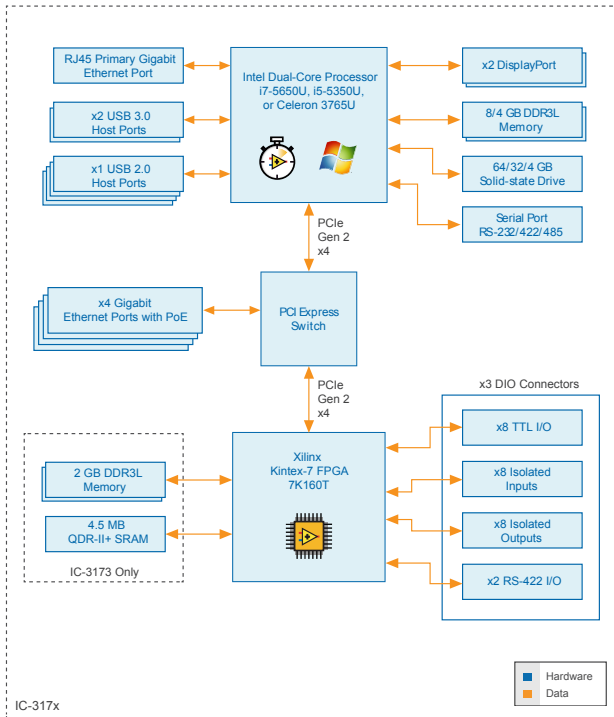 RJ45 Primary Gigabit
Ethernet Port
x2 USB 3.0
Host Ports
x1 USB 2.0
Host Ports
Intel Dual-Core Processor
i7-5650U, i5-5350U,
or Celeron 3765U
x2 DisplayPort
8/4 GB DDR3L
Memory
64/32/4 GB
Solid-state Drive
Serial Port
RS-232/422/485
PCIe
Gen 2
x4
x4 Gigabit
Ethernet Ports with PoE
PCI Express
Switch
PCIe
Gen 2
x4
x3 DIO Connectors
2 GB DDR3L
Memory
4.5 MB
QDR-II+ SRAM
IC-3173 Only
Xilinx
Kintex-7 FPGA
7K160T
x8 TTL I/O
x8 Isolated
Inputs
x8 Isolated
Outputs
x2 RS-422 I/O
Hardware
Data
IC-317x